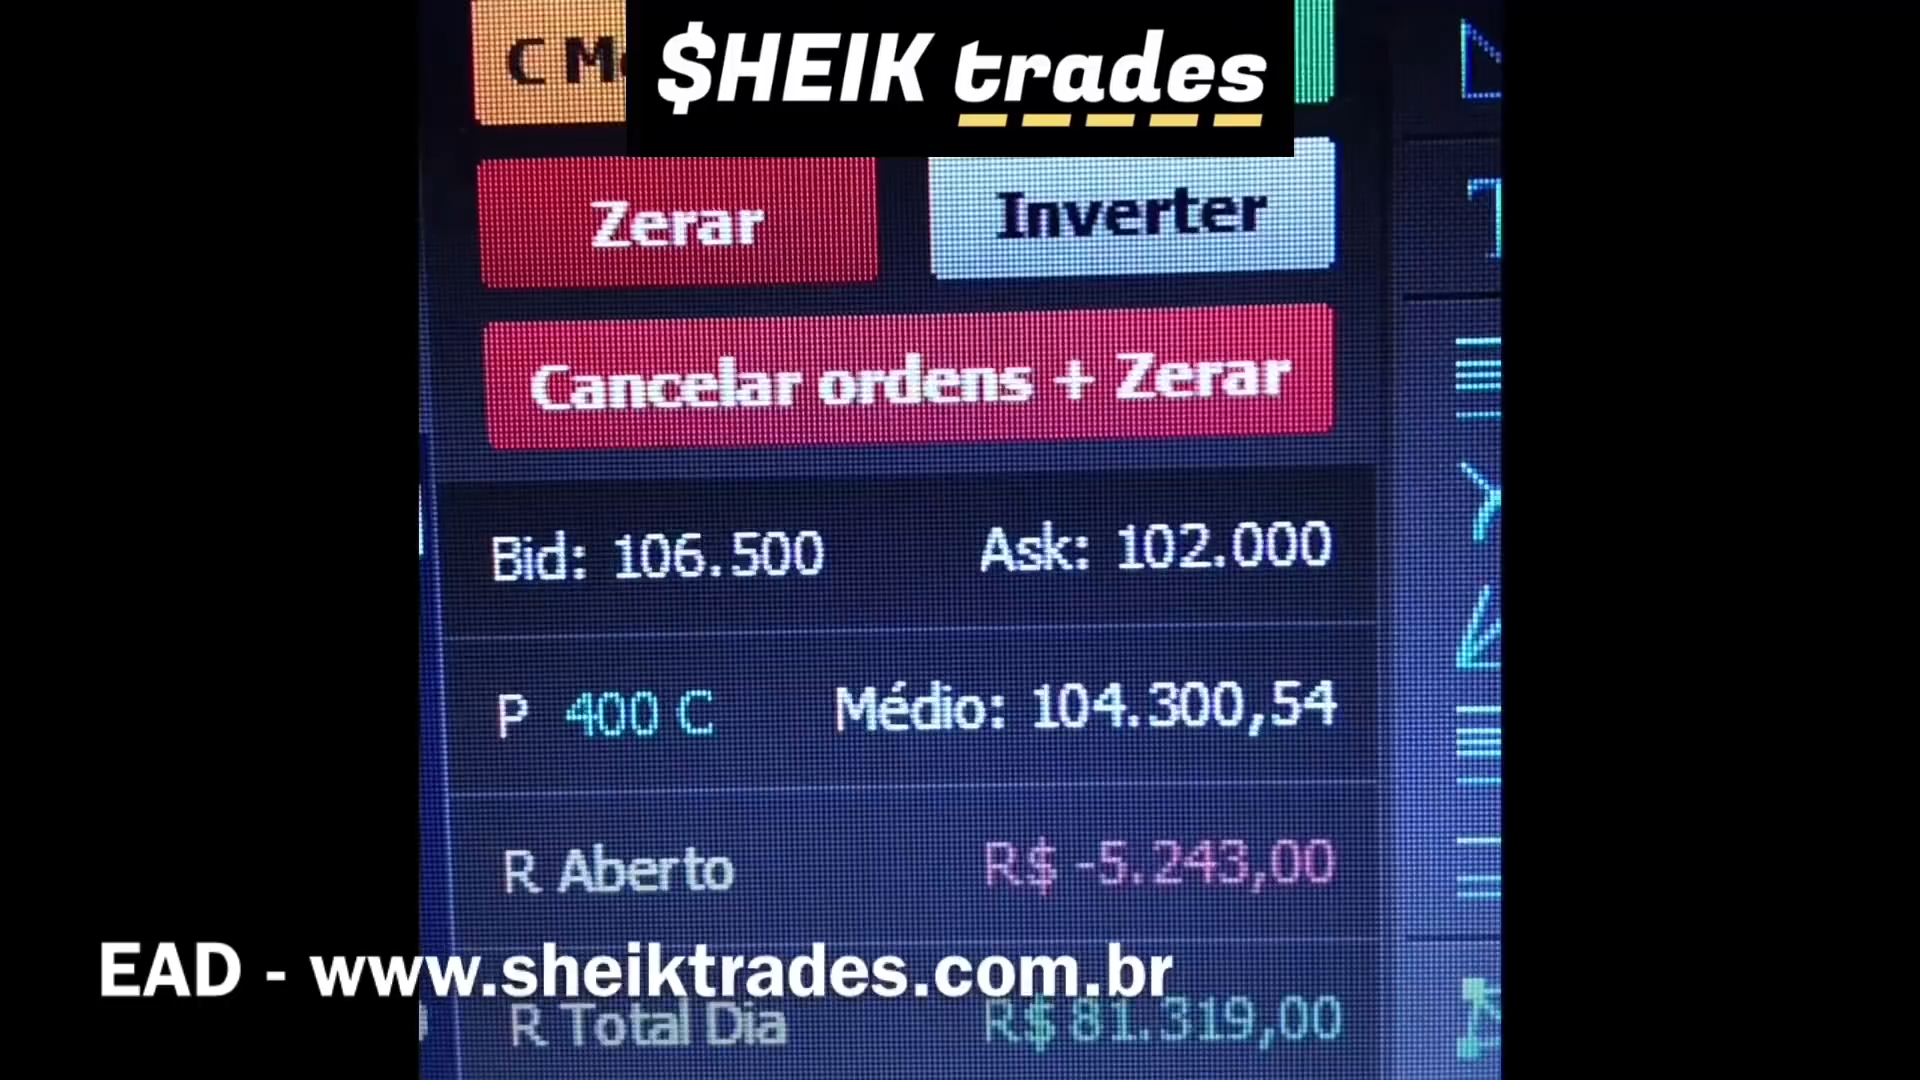 $HEIK trades
C M
Zerar
Inverter
Cancelar ordens + Zerar
Bid: 106.500 Ask: 102.000
P 400 C Médio: 104.300,54
R Aberto R$ -5.243,00
EAD - www.sheiktrades.com.br
R Total Dia R$ 81.319,00